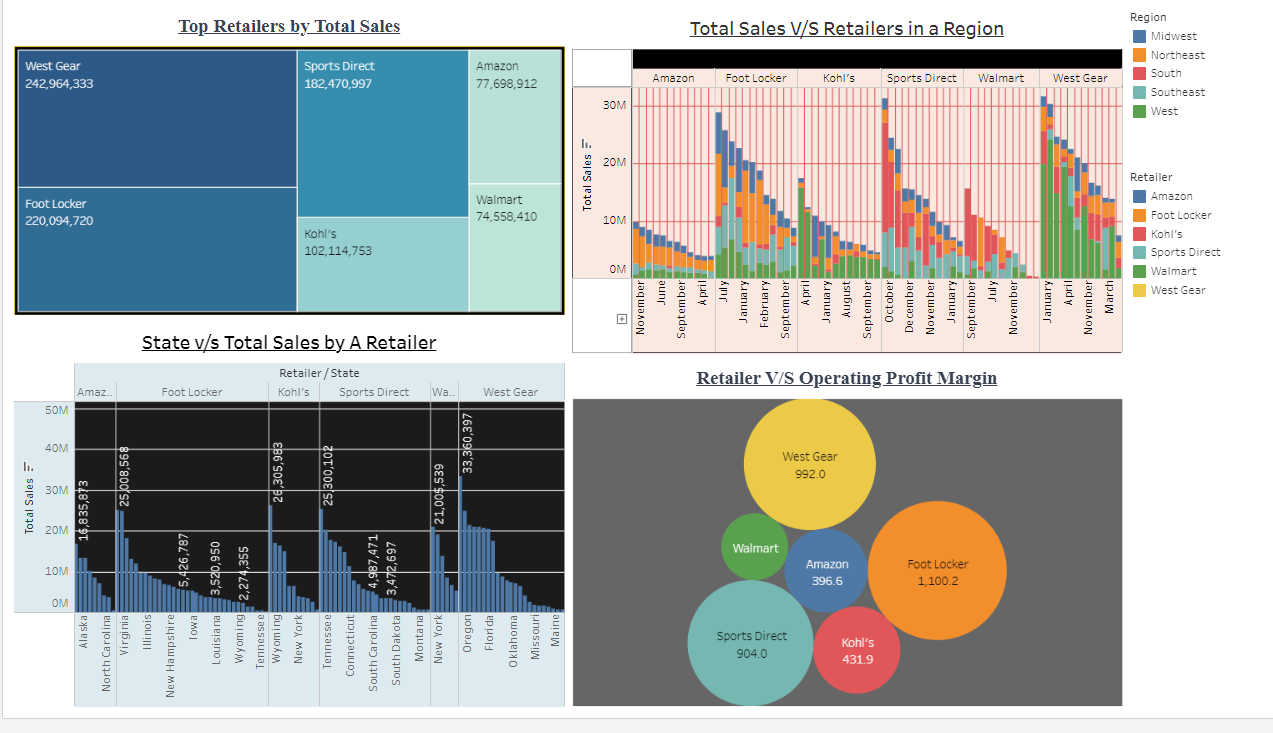 Top Retailers by Total Sales
West Gear
242,964,333
Foot Locker
220,094,720
Sports Direct
182,470,997
Kohl's
102,114,753
Amazon
77,698,912
Walmart
74,558,410
Total Sales V/S Retailers in a Region
Amazon
Foot Locker
Kohl's
Sports Direct
Walmart
West Gear
Total Sales
30M
20M
10M
0M
November
June
September
April
July
January
February
September
April
January
August
September
October
December
November
January
September
July
November
January
April
November
March
Region
Midwest
Northeast
South
Southeast
West
Retailer
Amazon
Foot Locker
Kohl's
Sports Direct
Walmart
West Gear
State v/s Total Sales by A Retailer
Retailer / State
Amaz..
Foot Locker
Kohl's
Sports Direct
Wa..
West Gear
Total Sales
50M
40M
30M
20M
10M
0M
16,835,873
25,008,568
5,426,787
3,520,950
2,274,355
26,305,983
25,300,102
4,987,471
3,472,697
21,005,539
33,360,397
Alaska
North Carolina
Virginia
Illinois
New Hampshire
Iowa
Louisiana
Wyoming
Tennessee
Wyoming
New York
Tennessee
Connecticut
South Carolina
South Dakota
Montana
New York
Oregon
Florida
Oklahoma
Missouri
Maine
Retailer V/S Operating Profit Margin
West Gear
992.0
Walmart
Amazon
396.6
Foot Locker
1,100.2
Sports Direct
904.0
Kohl's
431.9